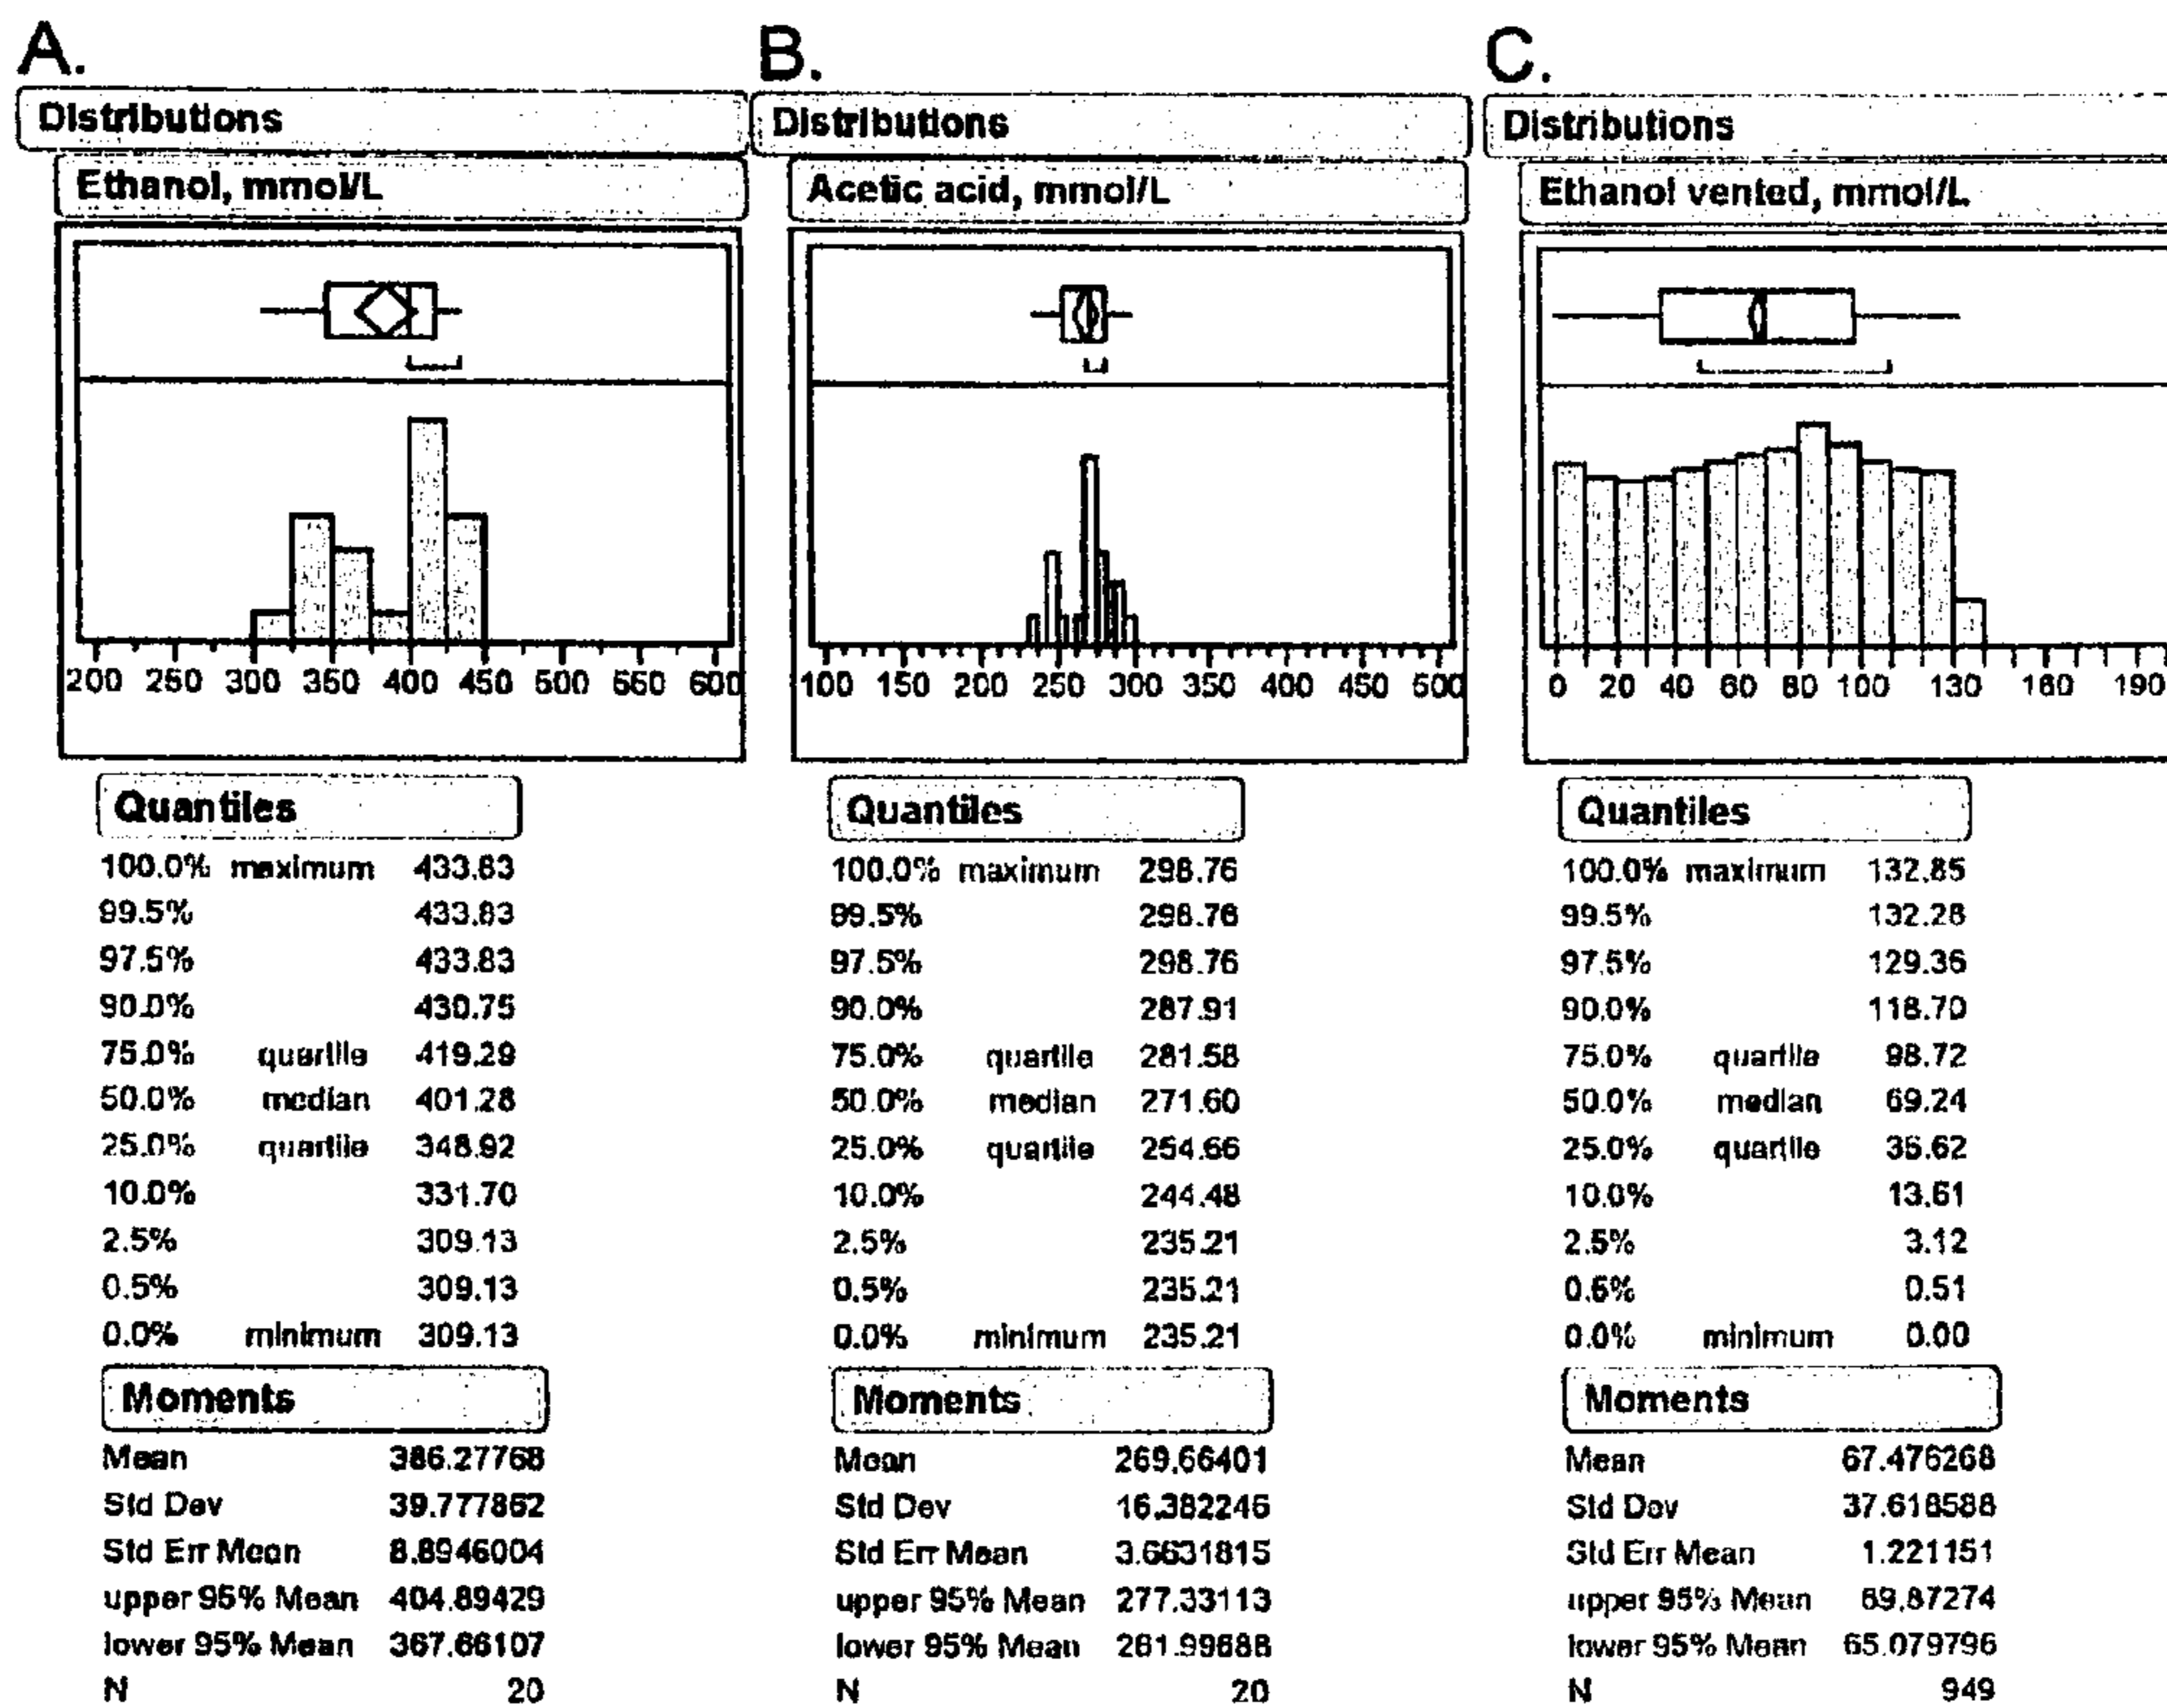 A.
Distributions
Ethanol, mmol/L
200 250 300 350 400 450 500 550 600
Quantiles
100.0% maximum 433.83
99.5% 433.83
97.5% 433.83
90.0% 430.75
75.0% quartile 419.29
50.0% median 401.28
25.0% quartile 348.92
10.0% 331.70
2.5% 309.13
0.5% 309.13
0.0% minimum 309.13
Moments
Mean 386.27768
Std Dev 39.777862
Std Err Mean 8.8946004
upper 95% Mean 404.89429
lower 95% Mean 367.66107
N 20
B.
Distributions
Acetic acid, mmol/L
100 150 200 250 300 350 400 450 500
Quantiles
100.0% maximum 298.76
99.5% 298.76
97.5% 298.76
90.0% 287.91
75.0% quartile 281.58
50.0% median 271.60
25.0% quartile 254.66
10.0% 244.48
2.5% 235.21
0.5% 235.21
0.0% minimum 235.21
Moments
Mean 269.66401
Std Dev 16.382246
Std Err Mean 3.6631815
upper 95% Mean 277.33113
lower 95% Mean 261.99688
N 20
C.
Distributions
Ethanol vented, mmol/L
0 20 40 60 80 100 130 160 190
Quantiles
100.0% maximum 132.85
99.5% 132.28
97.5% 129.36
90.0% 118.70
75.0% quartile 98.72
50.0% median 69.24
25.0% quartile 35.62
10.0% 13.61
2.5% 3.12
0.5% 0.51
0.0% minimum 0.00
Moments
Mean 67.476268
Std Dev 37.618588
Std Err Mean 1.221151
upper 95% Mean 69.87274
lower 95% Mean 65.079796
N 949